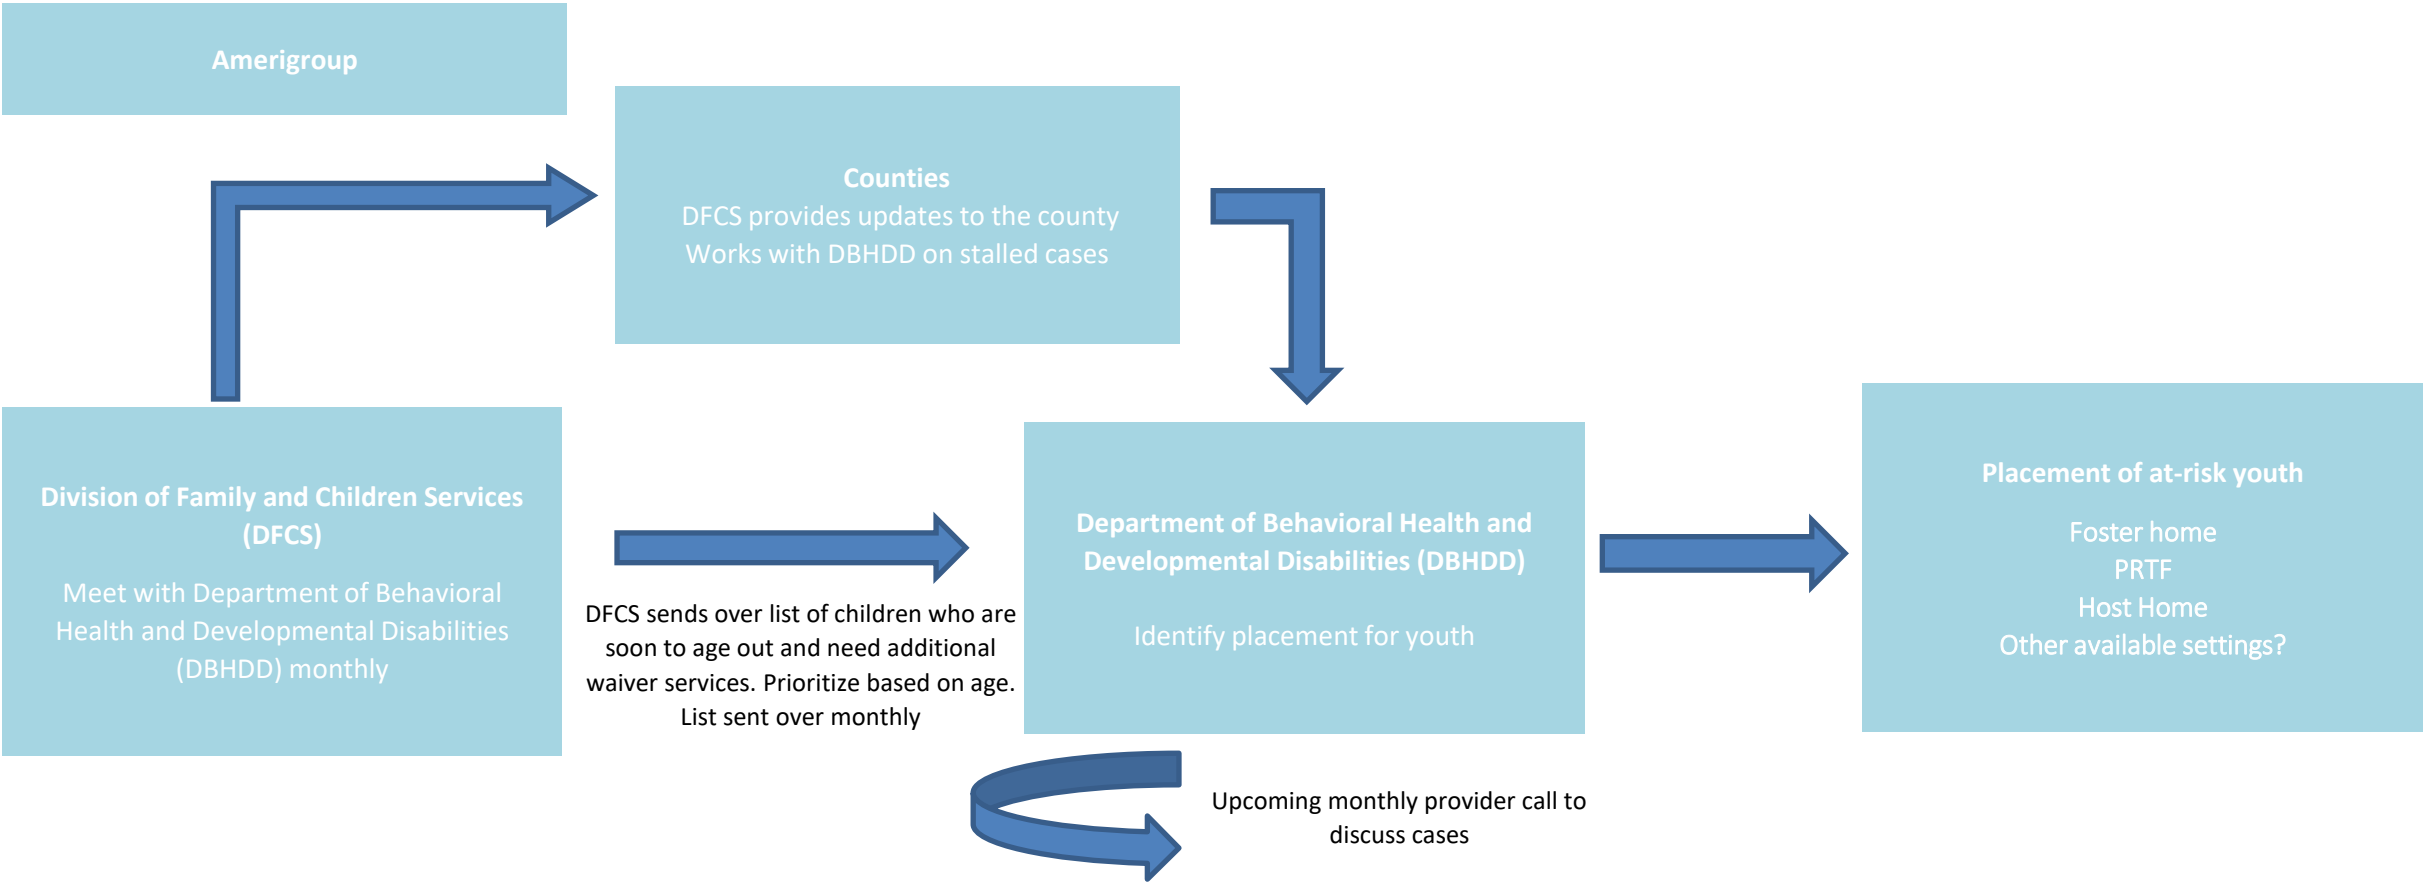 Amerigroup
Counties
DFCS provides updates to the county
Works with DBHDD on stalled cases
Division of Family and Children Services
(DFCS)
Meet with Department of Behavioral
Health and Developmental Disabilities
(DBHDD) monthly
DFCS sends over list of children who are
soon to age out and need additional
waiver services. Prioritize based on age.
List sent over monthly
Department of Behavioral Health and
Developmental Disabilities (DBHDD)
Identify placement for youth
Upcoming monthly provider call to
discuss cases
Placement of at-risk youth
Foster home
PRTF
Host Home
Other available settings?